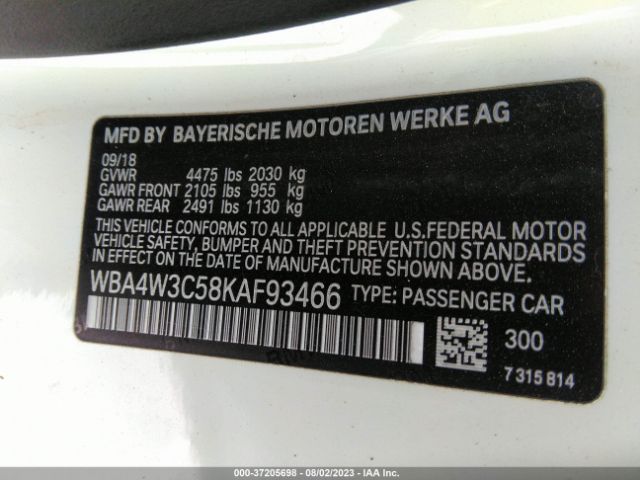 MFD BY BAYERISCHE MOTOREN WERKE AG
09/18
GVWR 4475 lbs 2030 kg
GAWR FRONT 2105 lbs 955 kg
GAWR REAR 2491 lbs 1130 kg
THIS VEHICLE CONFORMS TO ALL APPLICABLE U.S.FEDERAL MOTOR
VEHICLE SAFETY, BUMPER AND THEFT PREVENTION STANDARDS
IN EFFECT ON THE DATE OF MANUFACTURE SHOWN ABOVE.
WBA4W3C58KAF93466 TYPE: PASSENGER CAR
300
7 315 814
000-37205698 - 08/02/2023 - IAAI.com